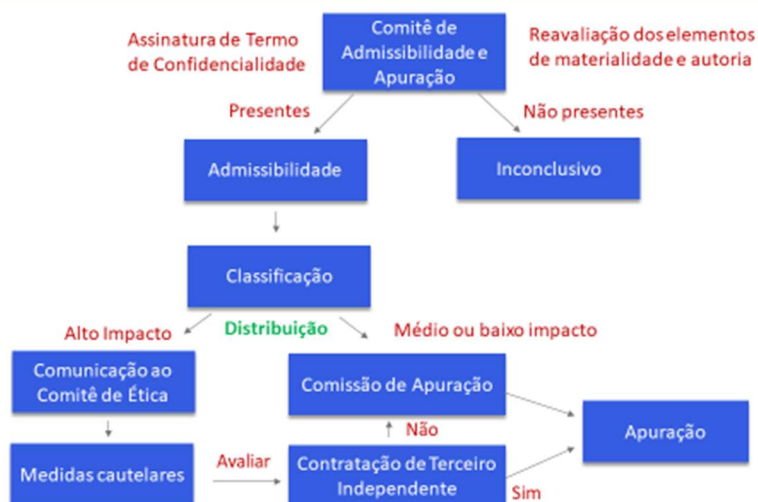 Assinatura de Termo
de Confidencialidade
Comitê de
Admissibilidade e
Apuração
Reavaliação dos elementos
de materialidade e autoria
Presentes
Não presentes
Admissibilidade
Inconclusivo
Classificação
Alto Impacto
Distribuição
Médio ou baixo impacto
Comunicação ao
Comitê de Ética
Comissão de Apuração
Apuração
Não
Medidas cautelares
Avaliar
Contratação de Terceiro
Independente
Sim